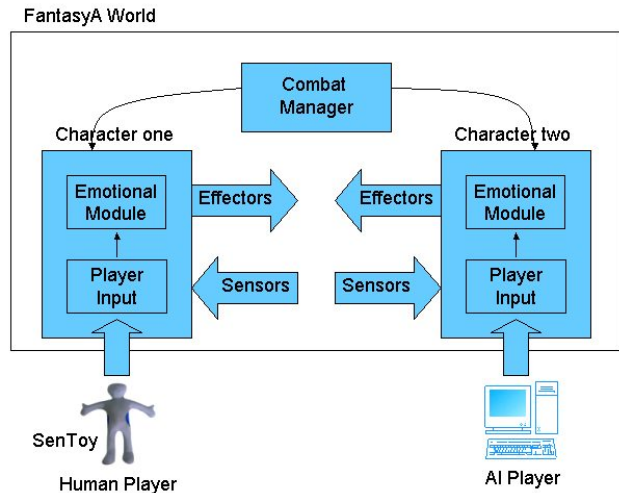 FantasyA World
Combat
Manager
Character one
Character two
Emotional
Module
Effectors
Effectors
Emotional
Module
Player
Input
Sensors
Sensors
Player
Input
SenToy
Human Player
AI Player